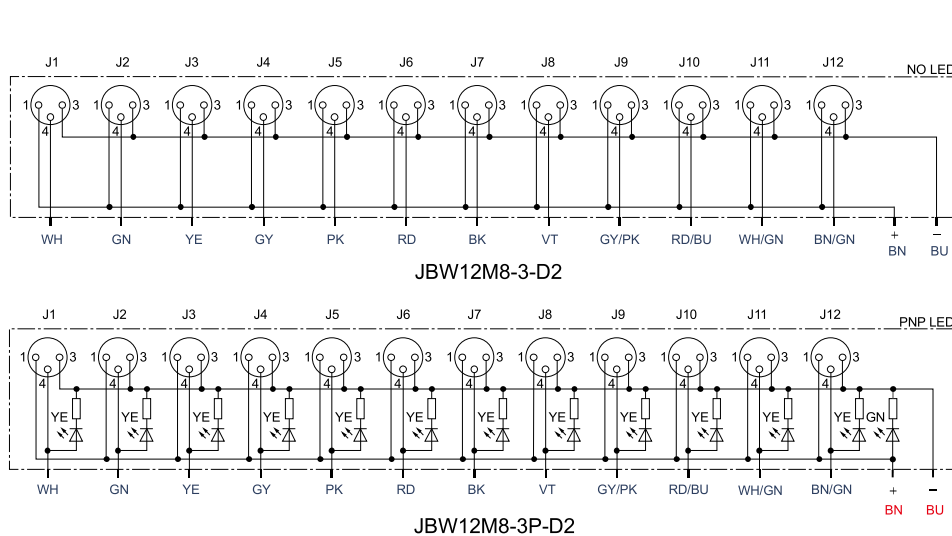 J1 J2 J3 J4 J5 J6 J7 J8 J9 J10 J11 J12
NO LED
1 3 1 3 1 3 1 3 1 3 1 3 1 3 1 3 1 3 1 3 1 3 1 3
4 4 4 4 4 4 4 4 4 4 4 4
WH GN YE GY PK RD BK VT GY/PK RD/BU WH/GN BN/GN + −
BN BU
JBW12M8-3-D2
J1 J2 J3 J4 J5 J6 J7 J8 J9 J10 J11 J12
PNP LED
1 3 1 3 1 3 1 3 1 3 1 3 1 3 1 3 1 3 1 3 1 3 1 3
4 4 4 4 4 4 4 4 4 4 4 4
YE YE YE YE YE YE YE YE YE YE YE YE GN
WH GN YE GY PK RD BK VT GY/PK RD/BU WH/GN BN/GN + −
BN BU
JBW12M8-3P-D2